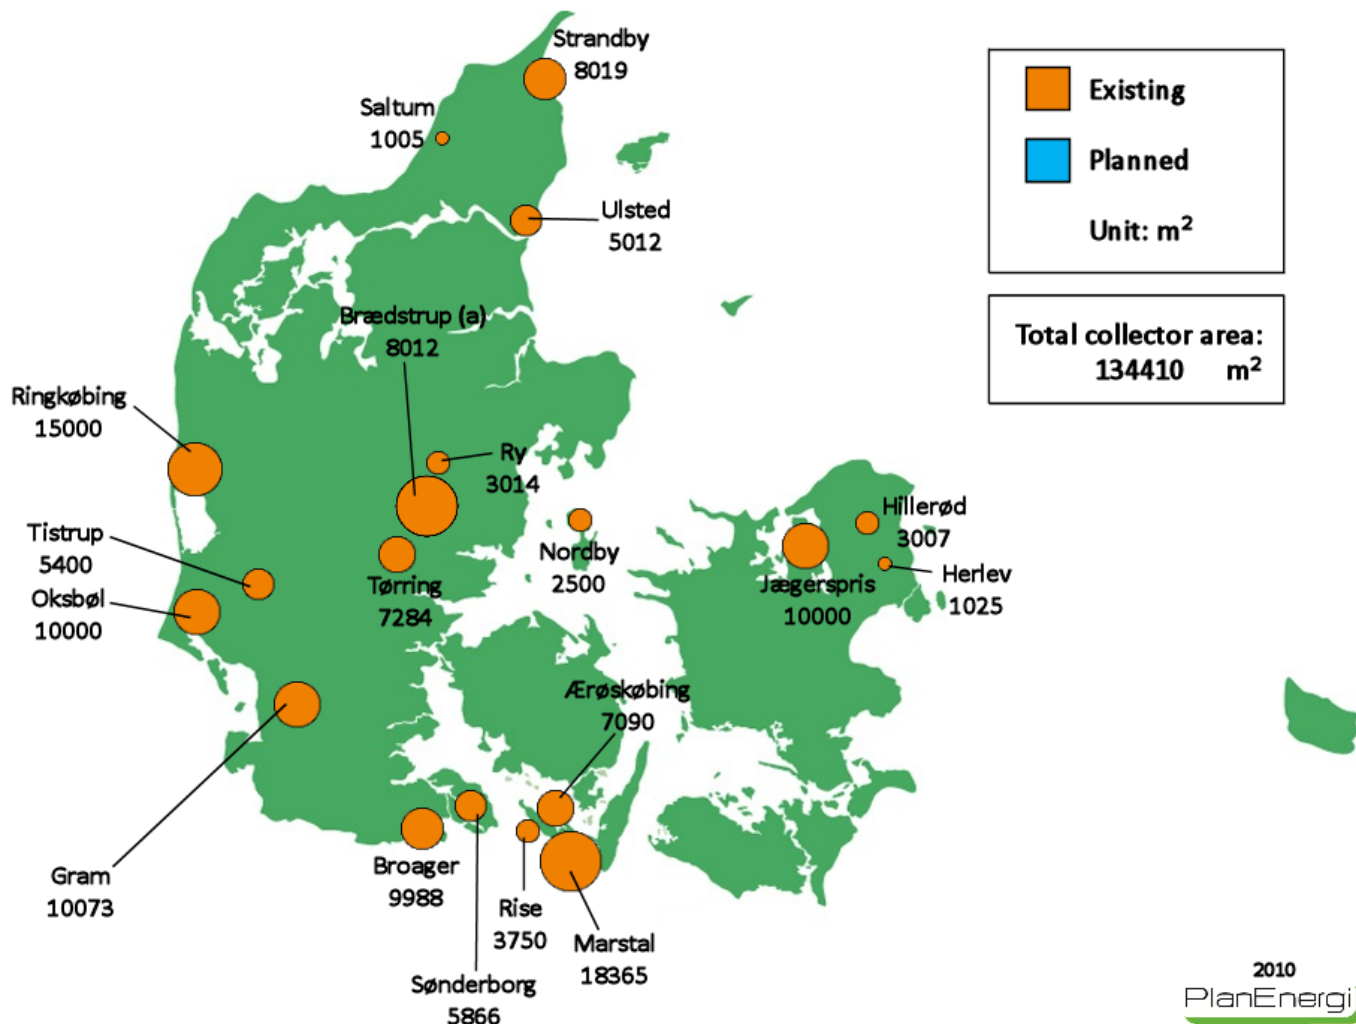 Strandby
8019
Saltum
1005
Ulsted
5012
Brædstrup (a)
8012
Ringkøbing
15000
Ry
3014
Tistrup
5400
Oksbøl
10000
Tørring
7284
Nordby
2500
Hillerød
3007
Jægerspris
10000
Herlev
1025
Ærøskøbing
7090
Gram
10073
Broager
9988
Rise
3750
Marstal
18365
Sønderborg
5866
Existing
Planned
Unit: m²
Total collector area:
134410 m²
2010
PlanEnergi